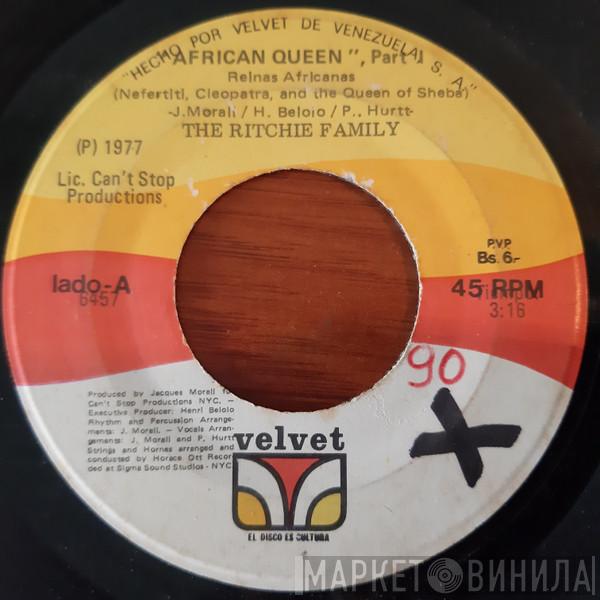 "HECHO POR VELVET DE VENEZUELA, S. A."
"AFRICAN QUEEN", Part I
Reinas Africanas
(Nefertiti, Cleopatra, and the Queen of Sheba)
-J. Morali / H. Belolo / P., Hurtt-
THE RITCHIE FAMILY
(P) 1977
Lic. Can't Stop
Productions
P.V.P
Bs. 6.-
lado-A
6457
45 RPM
Tiempo:
3:16
90
X
Produced by Jacques Morali for
Can't Stop Productions NYC. –
Executive Producer: Henri Belolo
Rhythm and Percussion Arrange-
ments: J. Morali. – Vocals Arran-
gements: J. Morali and P. Hurtt
Strings and Hornes arranged and
conducted by Horace Ott Recor-
ded at Sigma Sound Studios - NYC
velvet
EL DISCO ES CULTURA
МАРКЕТ ВИНИЛА